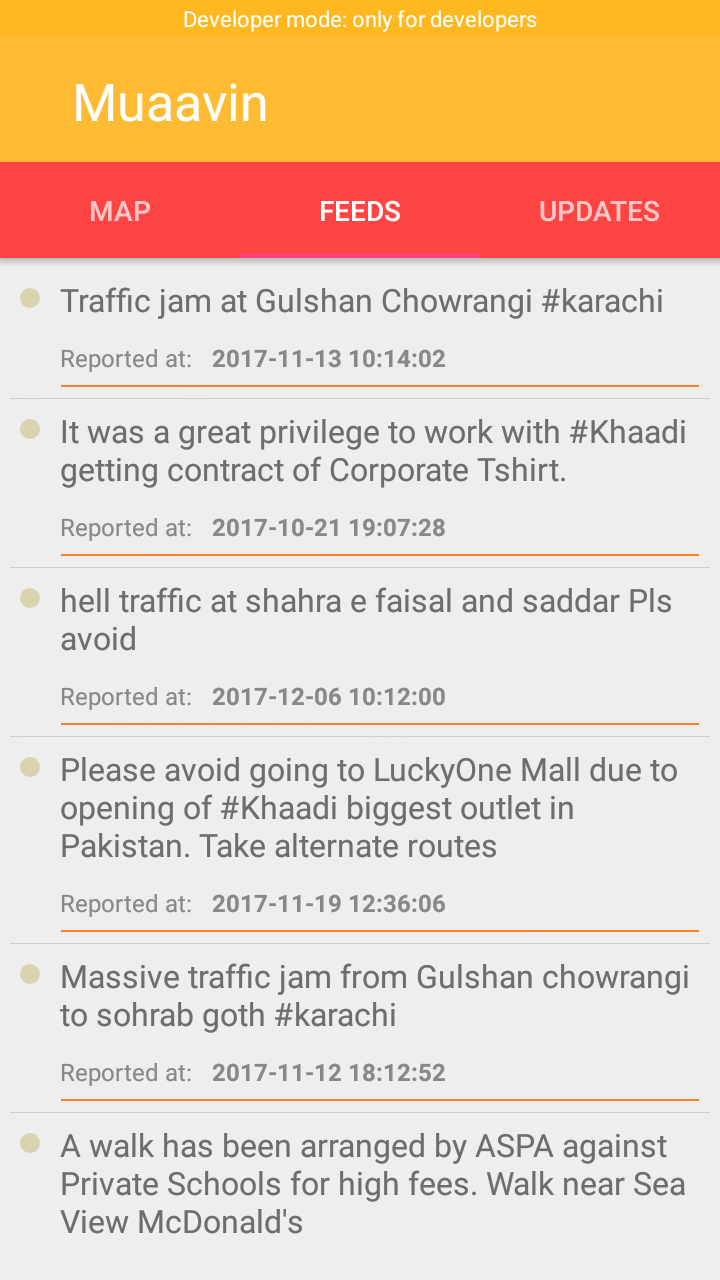 Developer mode: only for developers
Muaavin
MAP
FEEDS
UPDATES
Traffic jam at Gulshan Chowrangi #karachi
Reported at: 2017-11-13 10:14:02
It was a great privilege to work with #Khaadi
getting contract of Corporate Tshirt.
Reported at: 2017-10-21 19:07:28
hell traffic at shahra e faisal and saddar Pls
avoid
Reported at: 2017-12-06 10:12:00
Please avoid going to LuckyOne Mall due to
opening of #Khaadi biggest outlet in
Pakistan. Take alternate routes
Reported at: 2017-11-19 12:36:06
Massive traffic jam from Gulshan chowrangi
to sohrab goth #karachi
Reported at: 2017-11-12 18:12:52
A walk has been arranged by ASPA against
Private Schools for high fees. Walk near Sea
View McDonald's